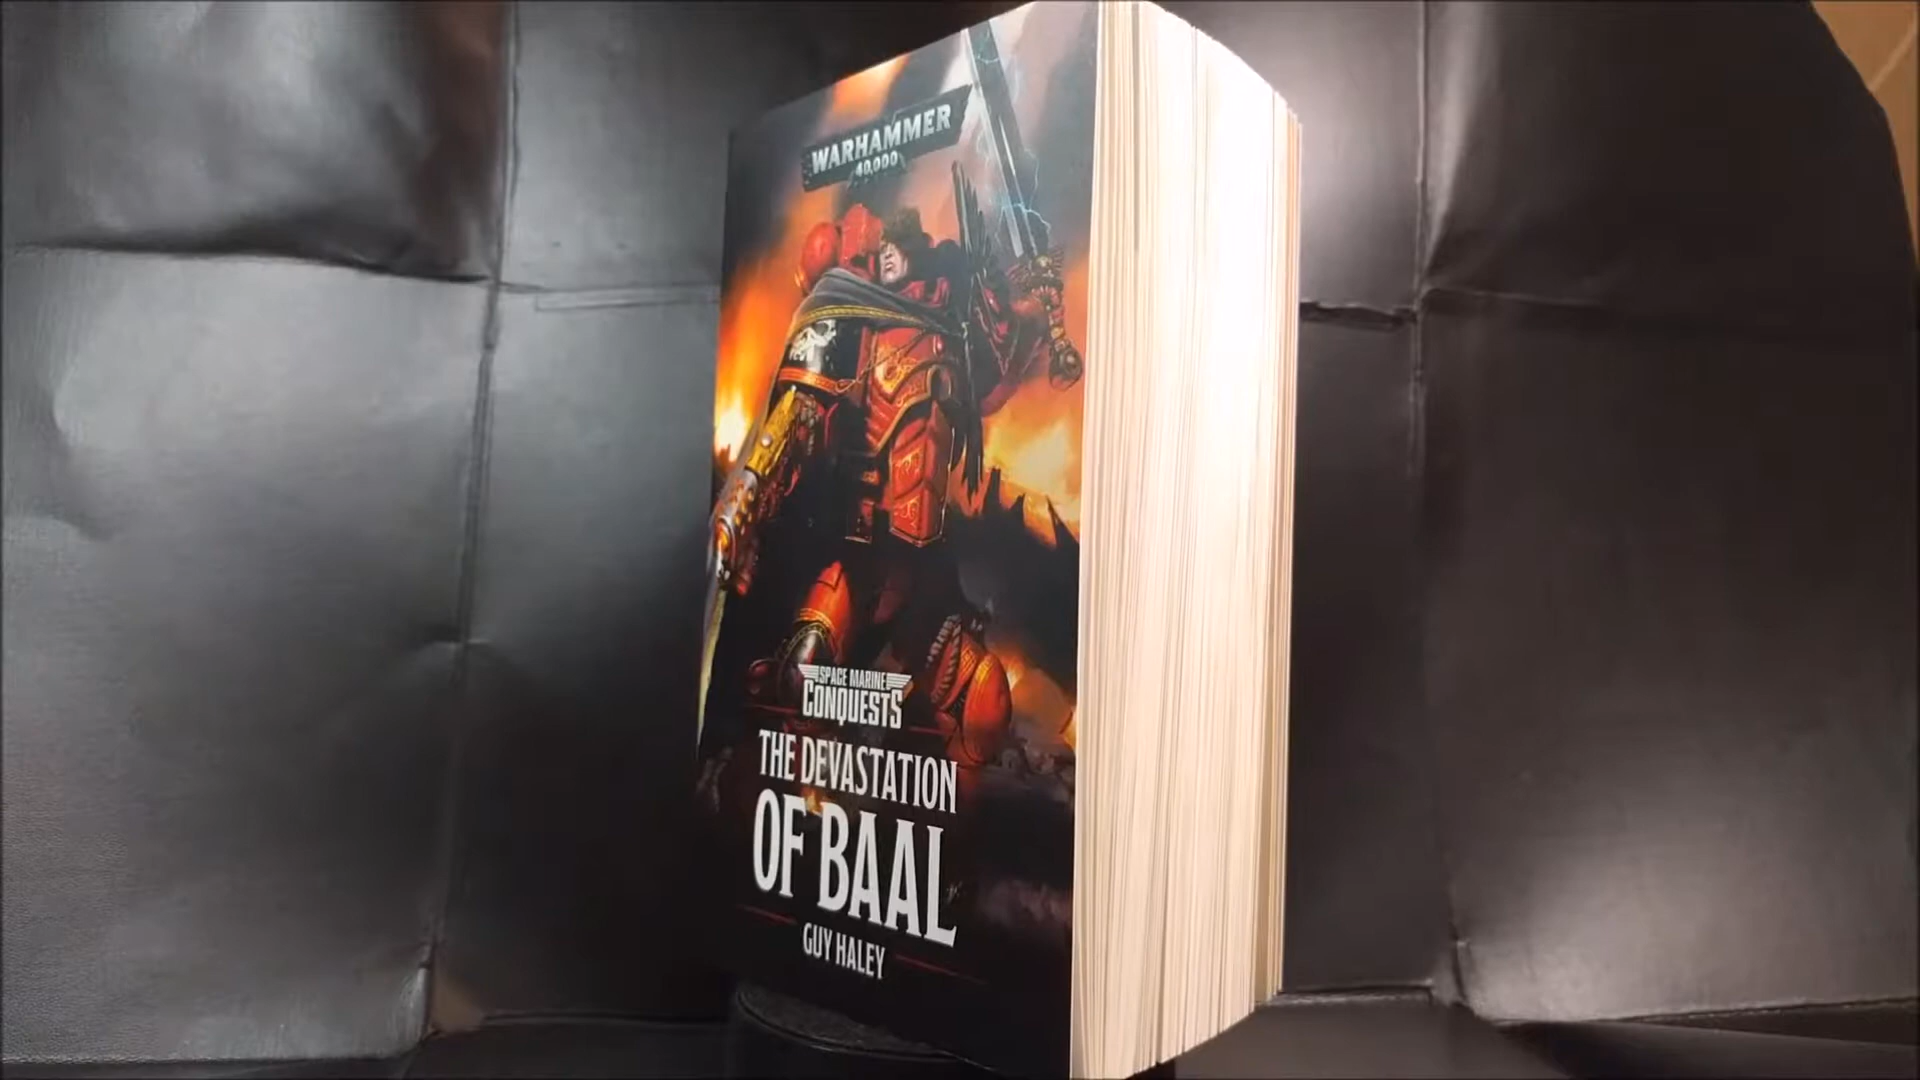 WARHAMMER
40,000
SPACE MARINE
CONQUESTS
THE DEVASTATION
OF BAAL
GUY HALEY